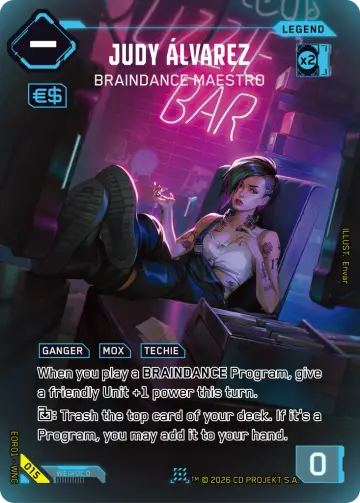 LEGEND
JUDY ÁLVAREZ
BRAINDANCE MAESTRO
x2
€$
BAR
ILLUST. Envar
GANGER MOX TECHIE
When you play a BRAINDANCE Program, give
a friendly Unit +1 power this turn.
: Trash the top card of your deck. If it's a
Program, you may add it to your hand.
015
0
™ © 2026 CD PROJEKT S.A.